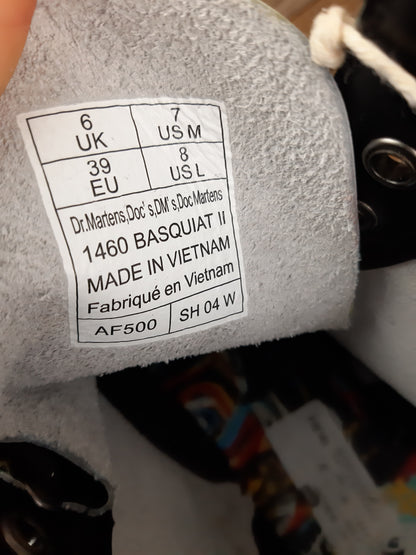 6 7
UK US M
39 8
EU US L
Dr.Martens,Doc's,DM's,Doc Martens
1460 BASQUIAT II
MADE IN VIETNAM
Fabriqué en Vietnam
AF500 SH 04 W